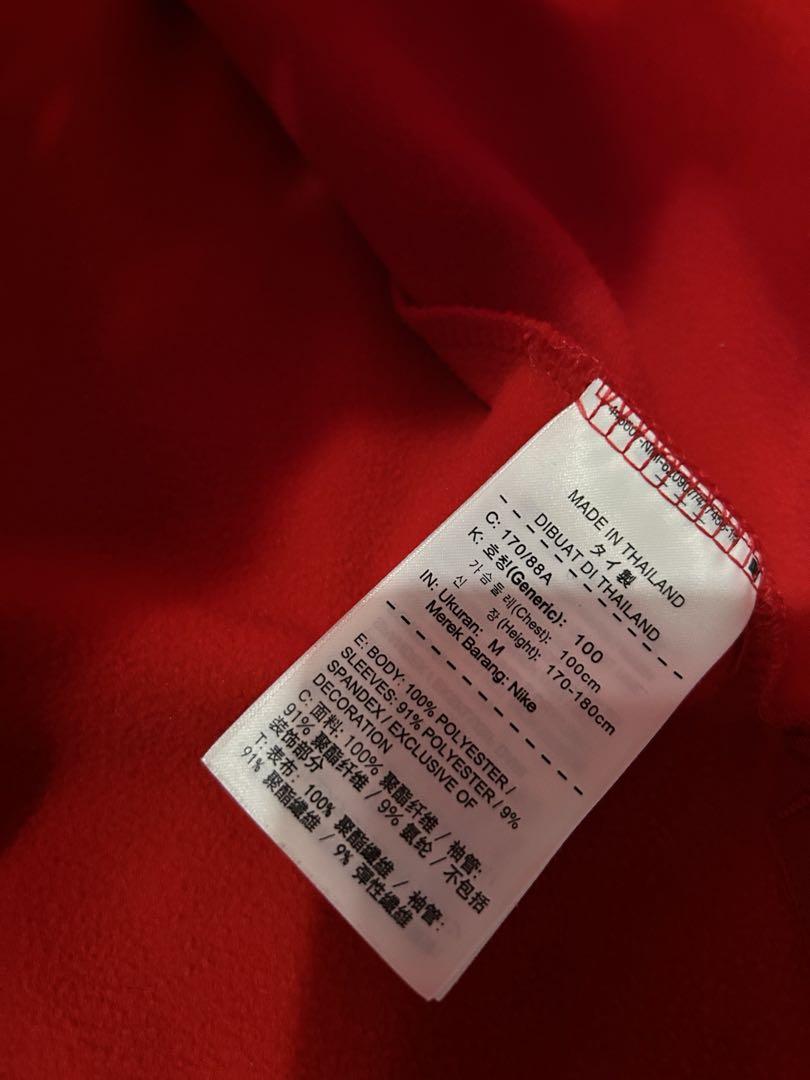 MADE IN THAILAND
タイ製
DIBUAT DI THAILAND
C: 170/88A
K: 호칭(Generic): 100
가슴둘레(Chest): 100cm
신 장(Height): 170-180cm
IN: Ukuran: M
Merek Barang: Nike
E: BODY: 100% POLYESTER /
SLEEVES: 91% POLYESTER / 9%
SPANDEX / EXCLUSIVE OF
DECORATION
C: 面料: 100% 聚酯纤维 / 袖管:
91% 聚酯纤维 / 9% 氨纶 / 不包括
装饰部分
T: 表布: 100% 聚酯纖維 / 袖管:
91% 聚酯纖維 / 9% 彈性纖維